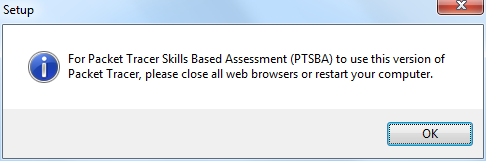 Setup
For Packet Tracer Skills Based Assessment (PTSBA) to use this version of
Packet Tracer, please close all web browsers or restart your computer.
OK